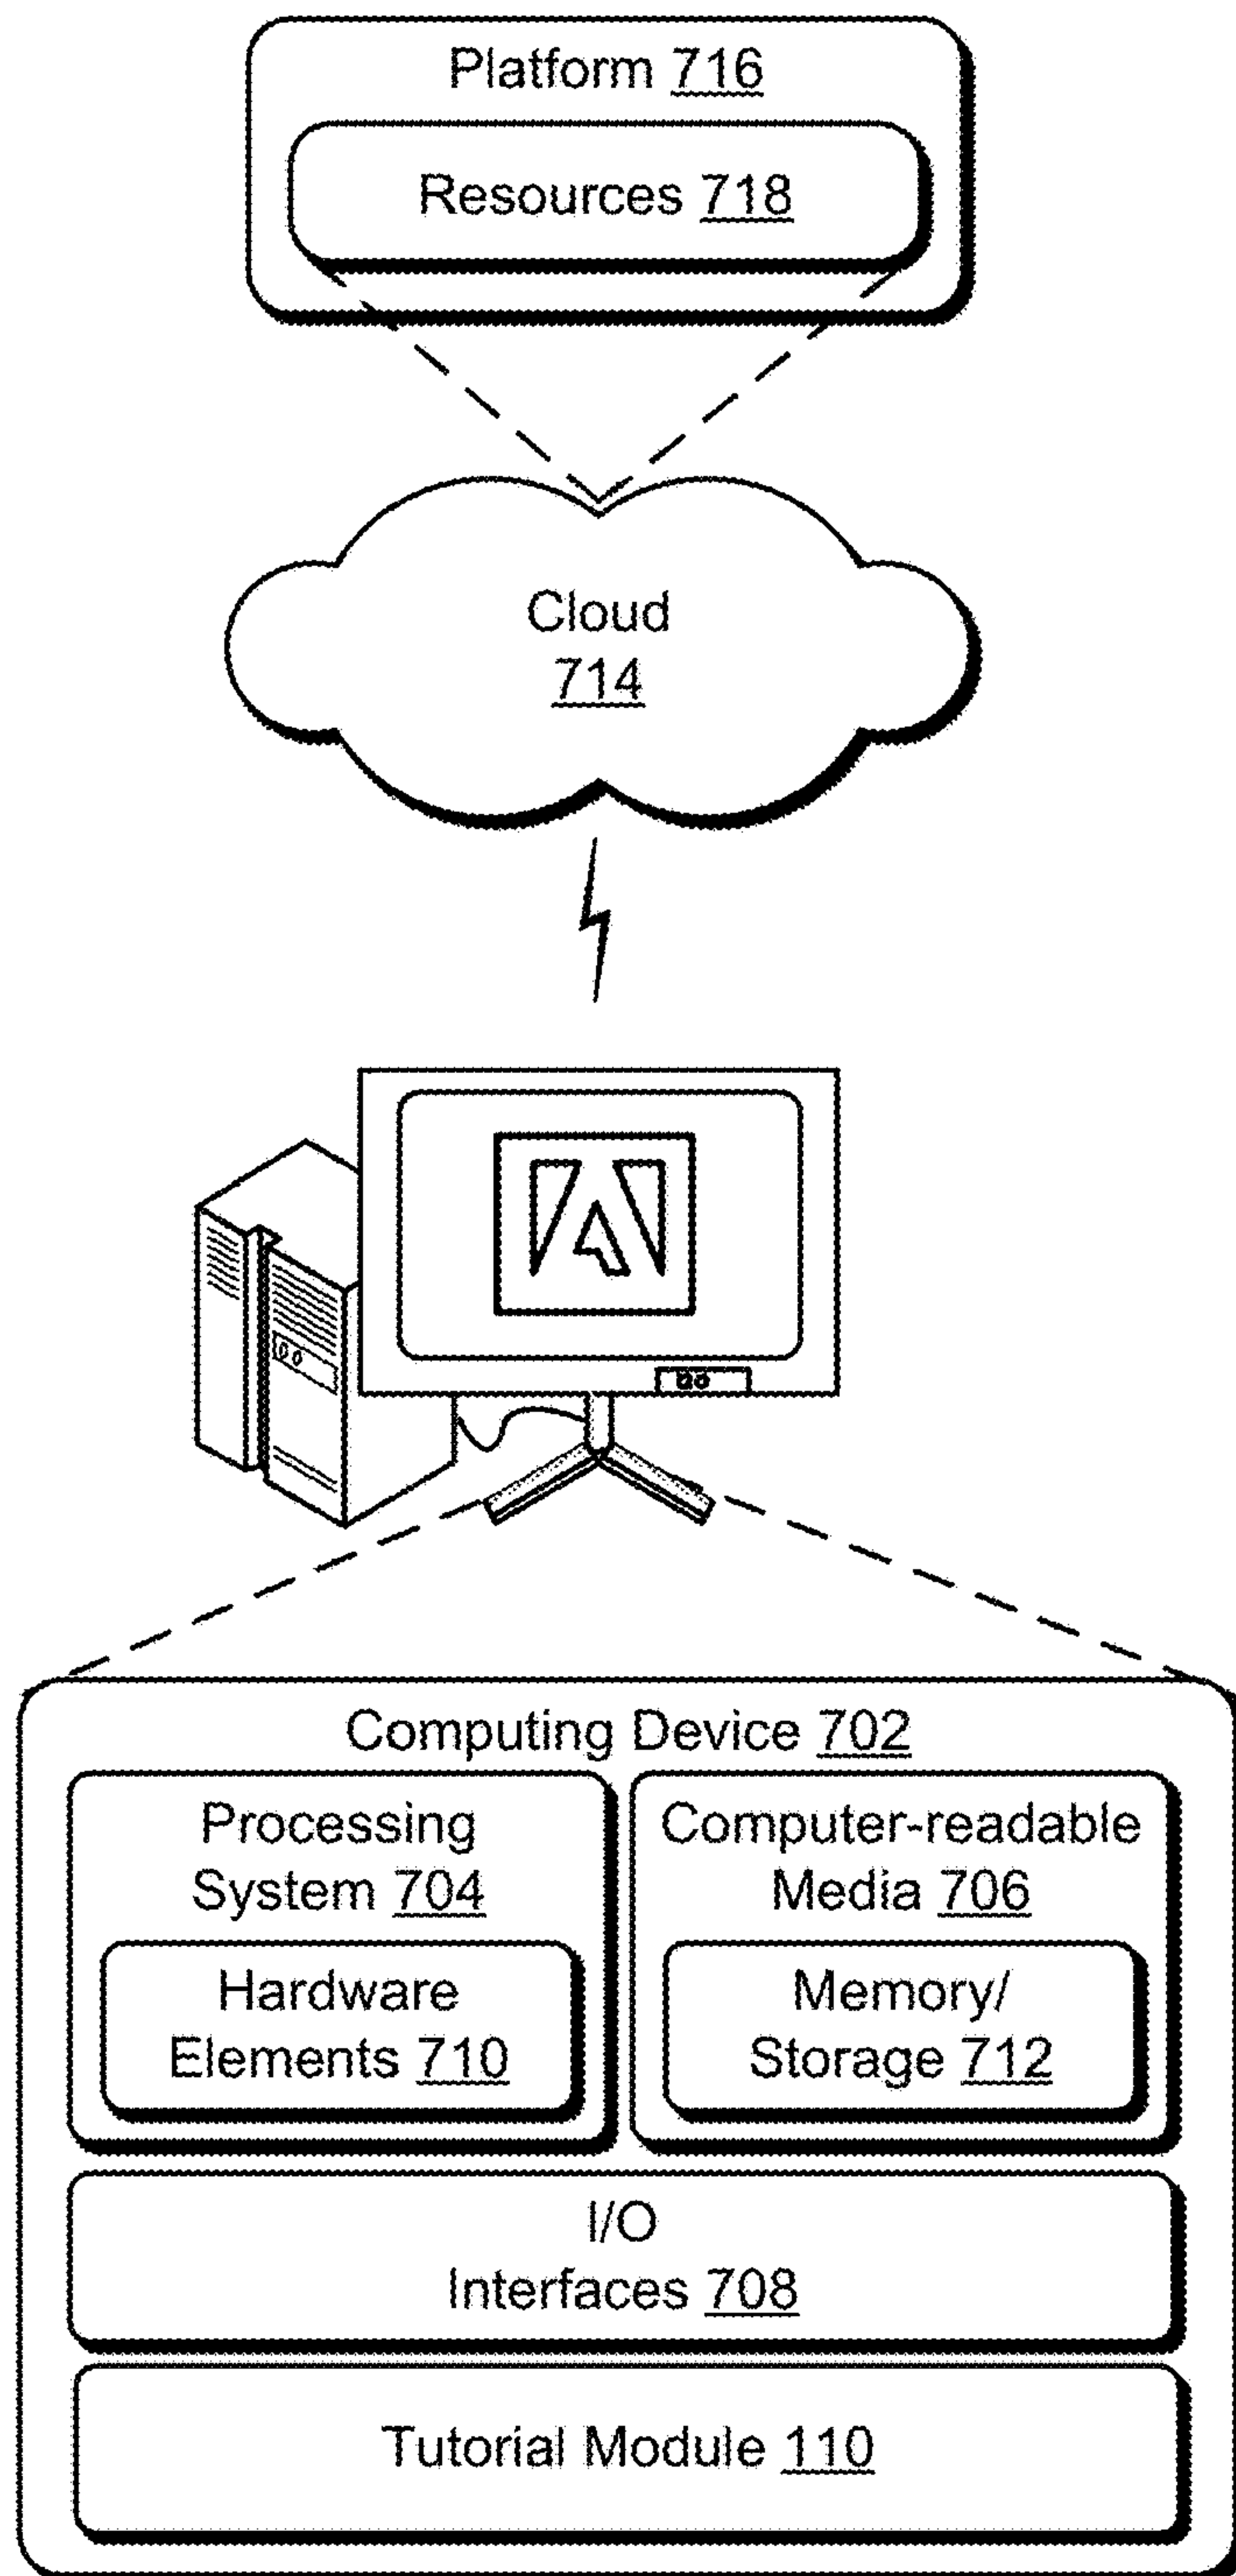 Platform 716
Resources 718
Cloud
714
Computing Device 702
Processing
System 704
Hardware
Elements 710
Computer-readable
Media 706
Memory/
Storage 712
I/O
Interfaces 708
Tutorial Module 110